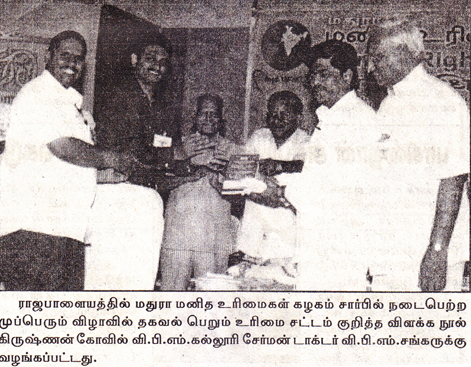 மதுரா
ராஜபாளையத்தில் மதுரா மனித உரிமைகள் கழகம் சார்பில் நடைபெற்ற
முப்பெரும் விழாவில் தகவல் பெறும் உரிமை சட்டம் குறித்த விளக்க நூல்
கிருஷ்ணன் கோவில் வி.பி.எம்.கல்லூரி சேர்மன் டாக்டர் வி.பி.எம்.சங்கருக்கு
வழங்கப்பட்டது.